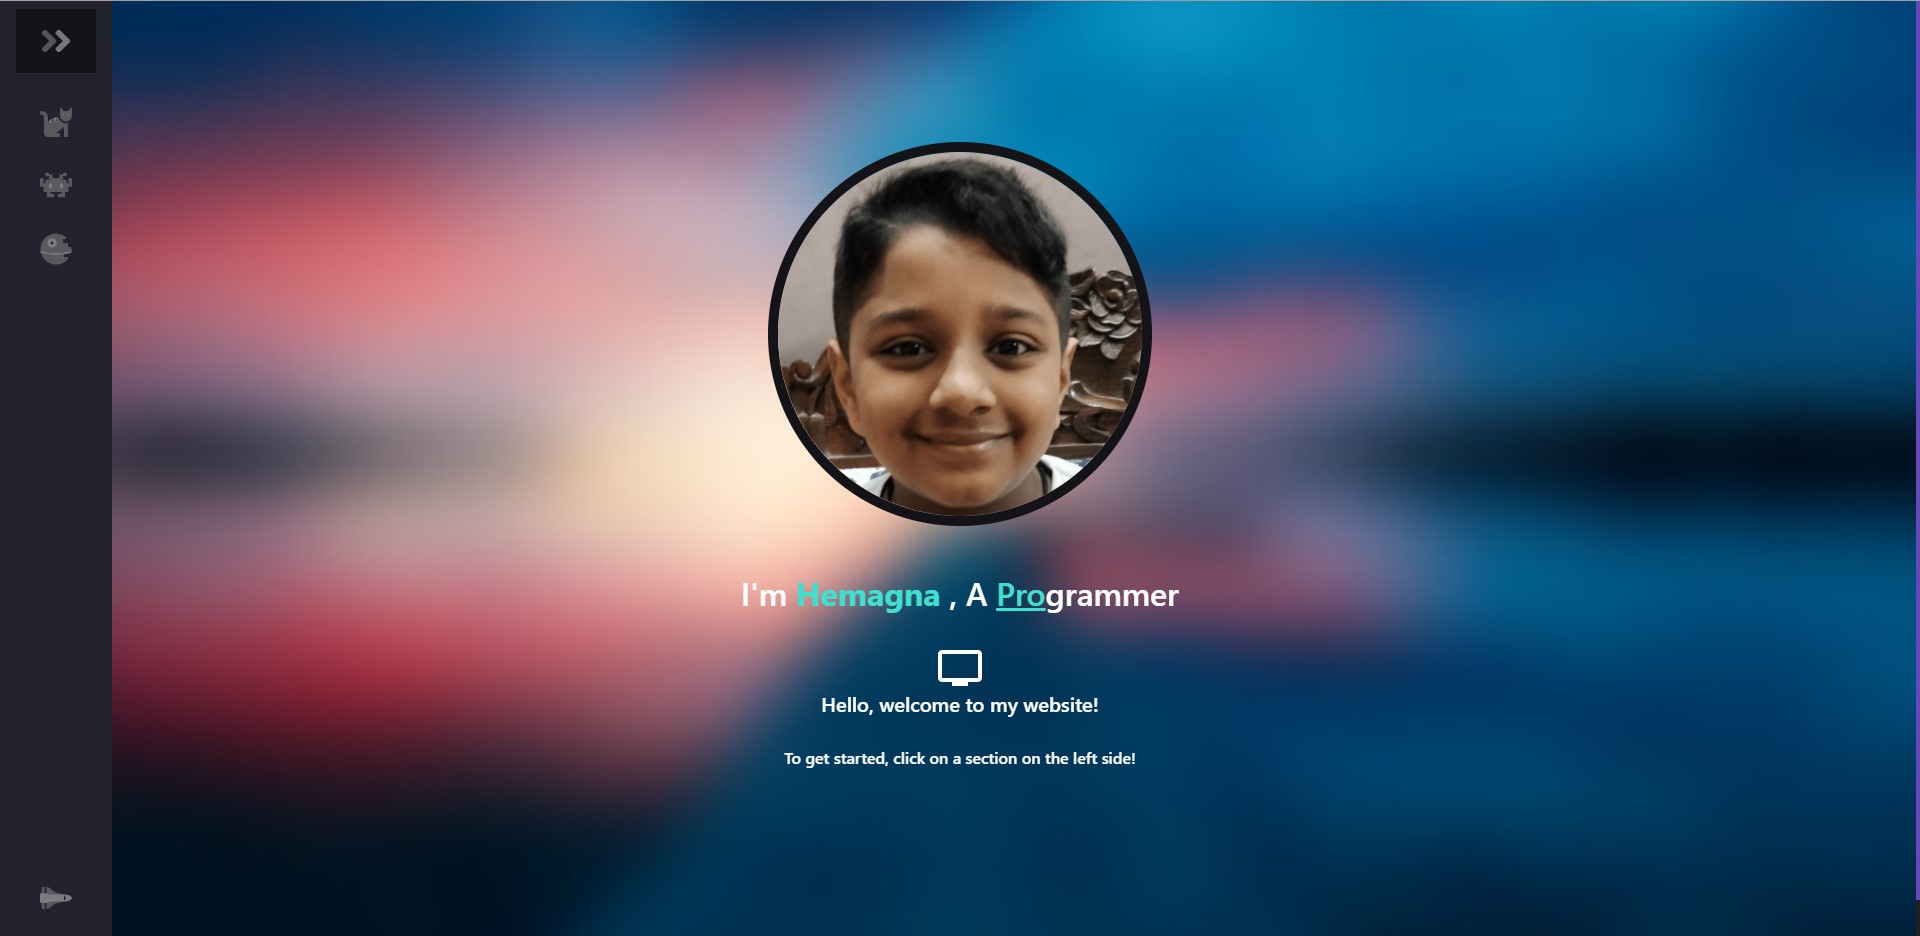 I'm Hemagna , A Programmer
Hello, welcome to my website!
To get started, click on a section on the left side!